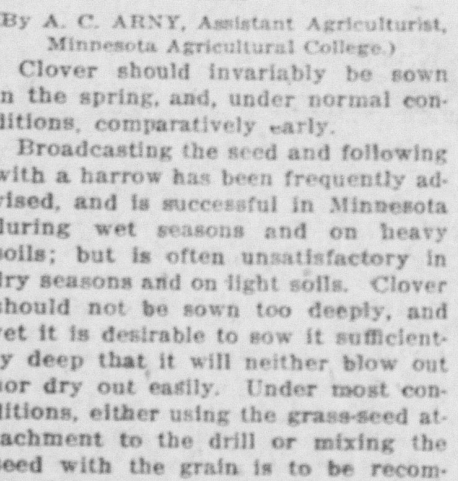 By A. C. ARNY, Assistant Agriculturist,
Minnesota Agricultural College.)
Clover should invariably be sown
n the spring, and, under normal con-
ditions, comparatively early.
Broadcasting the seed and following
with a harrow has been frequently ad-
vised, and is successful in Minnesota
during wet seasons and on heavy
soils; but is often unsatisfactory in
dry seasons and on light soils. Clover
should not be sown too deeply, and
yet it is desirable to sow it sufficient-
y deep that it will neither blow out
nor dry out easily. Under most con-
ditions, either using the grass-seed at-
tachment to the drill or mixing the
seed with the grain is to be recom-